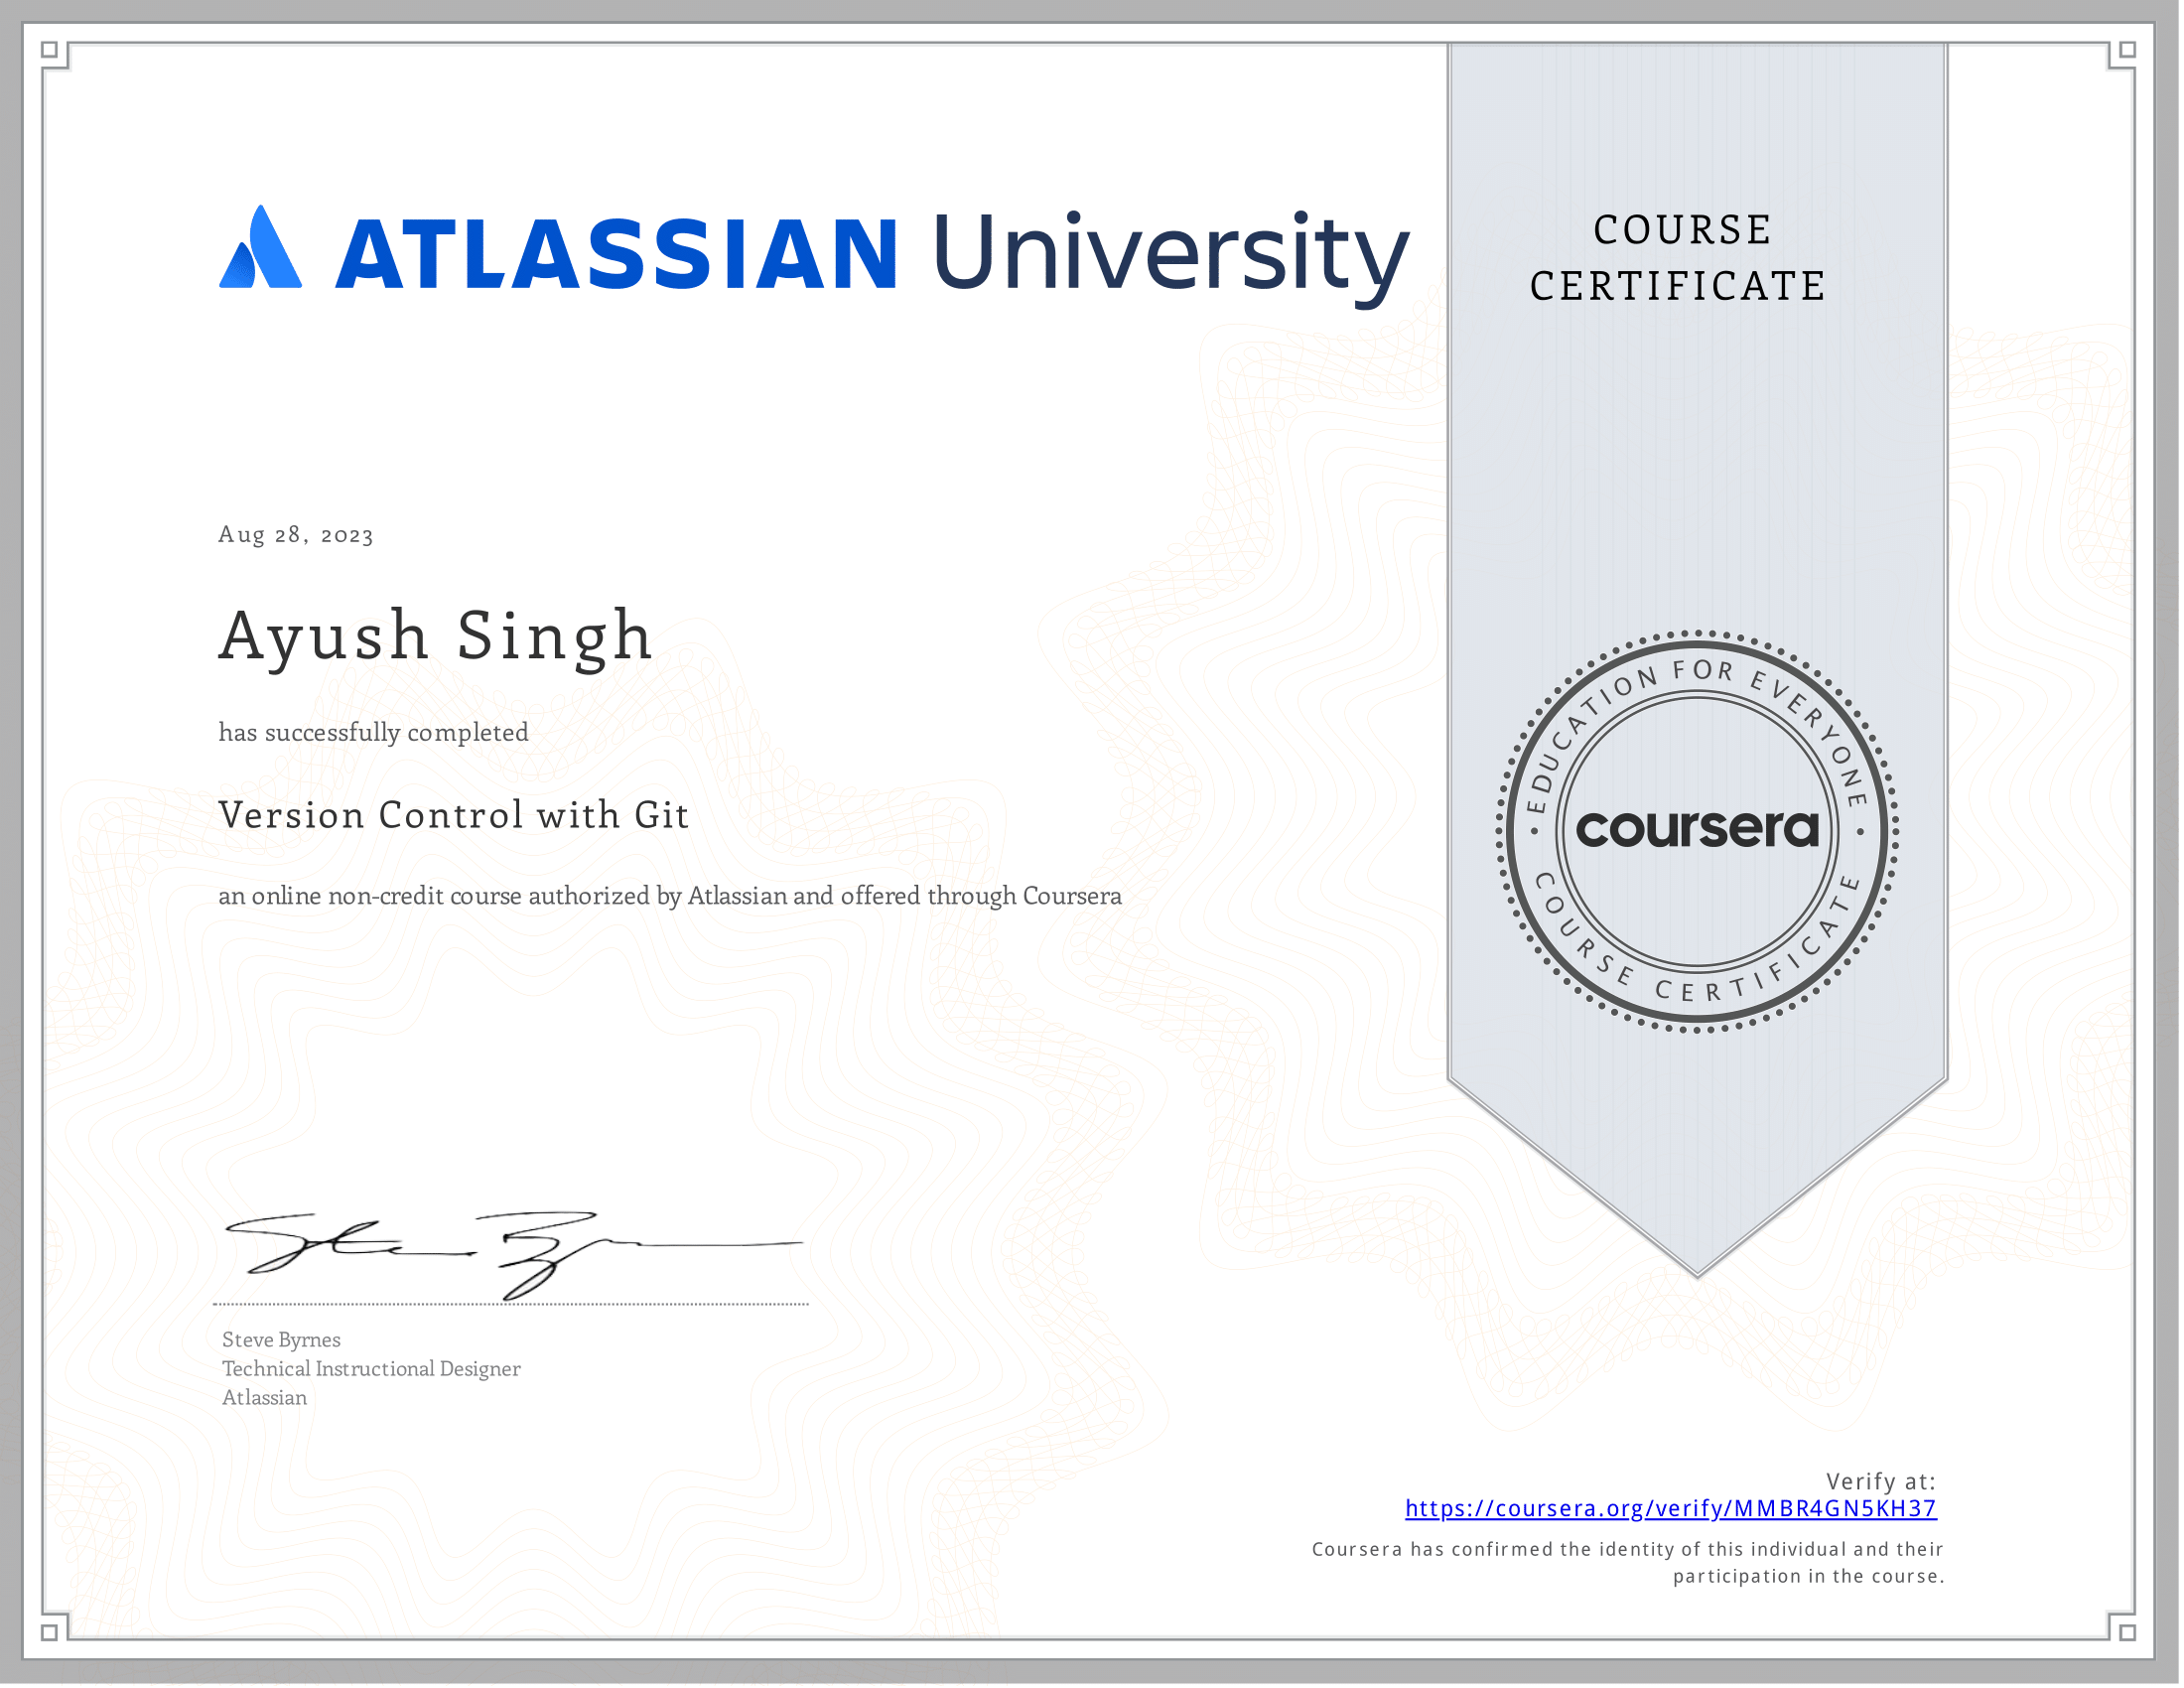 ATLASSIAN University
COURSE
CERTIFICATE
Aug 28, 2023
Ayush Singh
has successfully completed
Version Control with Git
an online non-credit course authorized by Atlassian and offered through Coursera
EDUCATION FOR EVERYONE
coursera
COURSE CERTIFICATE
Steve Byrnes
Technical Instructional Designer
Atlassian
Verify at:
https://coursera.org/verify/MMBR4GN5KH37
Coursera has confirmed the identity of this individual and their
participation in the course.